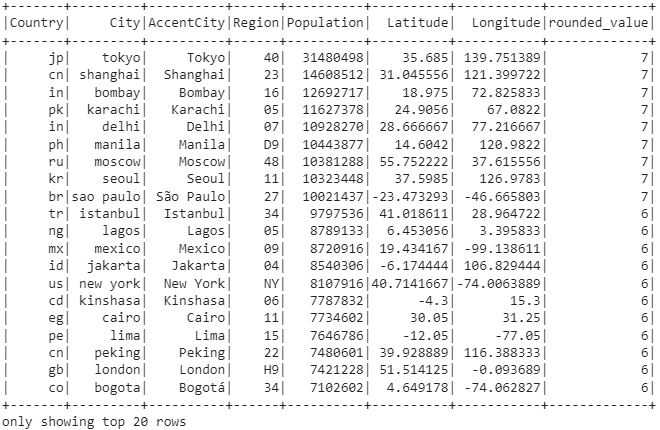 +-------+---------+----------+------+----------+----------+-----------+-------------+
|Country|     City|AccentCity|Region|Population|  Latitude|  Longitude|rounded_value|
+-------+---------+----------+------+----------+----------+-----------+-------------+
|     jp|    tokyo|     Tokyo|    40|  31480498|    35.685| 139.751389|            7|
|     cn| shanghai|  Shanghai|    23|  14608512| 31.045556| 121.399722|            7|
|     in|   bombay|    Bombay|    16|  12692717|    18.975|  72.825833|            7|
|     pk|  karachi|   Karachi|    05|  11627378|   24.9056|    67.0822|            7|
|     in|    delhi|     Delhi|    07|  10928270| 28.666667|  77.216667|            7|
|     ph|   manila|    Manila|    D9|  10443877|   14.6042|   120.9822|            7|
|     ru|   moscow|    Moscow|    48|  10381288| 55.752222|  37.615556|            7|
|     kr|    seoul|     Seoul|    11|  10323448|   37.5985|   126.9783|            7|
|     br|sao paulo| São Paulo|    27|  10021437|-23.473293| -46.665803|            7|
|     tr| istanbul|  Istanbul|    34|   9797536| 41.018611|  28.964722|            6|
|     ng|    lagos|     Lagos|    05|   8789133|  6.453056|   3.395833|            6|
|     mx|   mexico|    Mexico|    09|   8720916| 19.434167| -99.138611|            6|
|     id|  jakarta|   Jakarta|    04|   8540306| -6.174444| 106.829444|            6|
|     us| new york|  New York|    NY|   8107916|40.7141667|-74.0063889|            6|
|     cd| kinshasa|  Kinshasa|    06|   7787832|      -4.3|       15.3|            6|
|     eg|    cairo|     Cairo|    11|   7734602|     30.05|      31.25|            6|
|     pe|     lima|      Lima|    15|   7646786|    -12.05|     -77.05|            6|
|     cn|   peking|    Peking|    22|   7480601| 39.928889| 116.388333|            6|
|     gb|   london|    London|    H9|   7421228| 51.514125|  -0.093689|            6|
|     co|   bogota|    Bogotá|    34|   7102602|  4.649178| -74.062827|            6|
+-------+---------+----------+------+----------+----------+-----------+-------------+
only showing top 20 rows